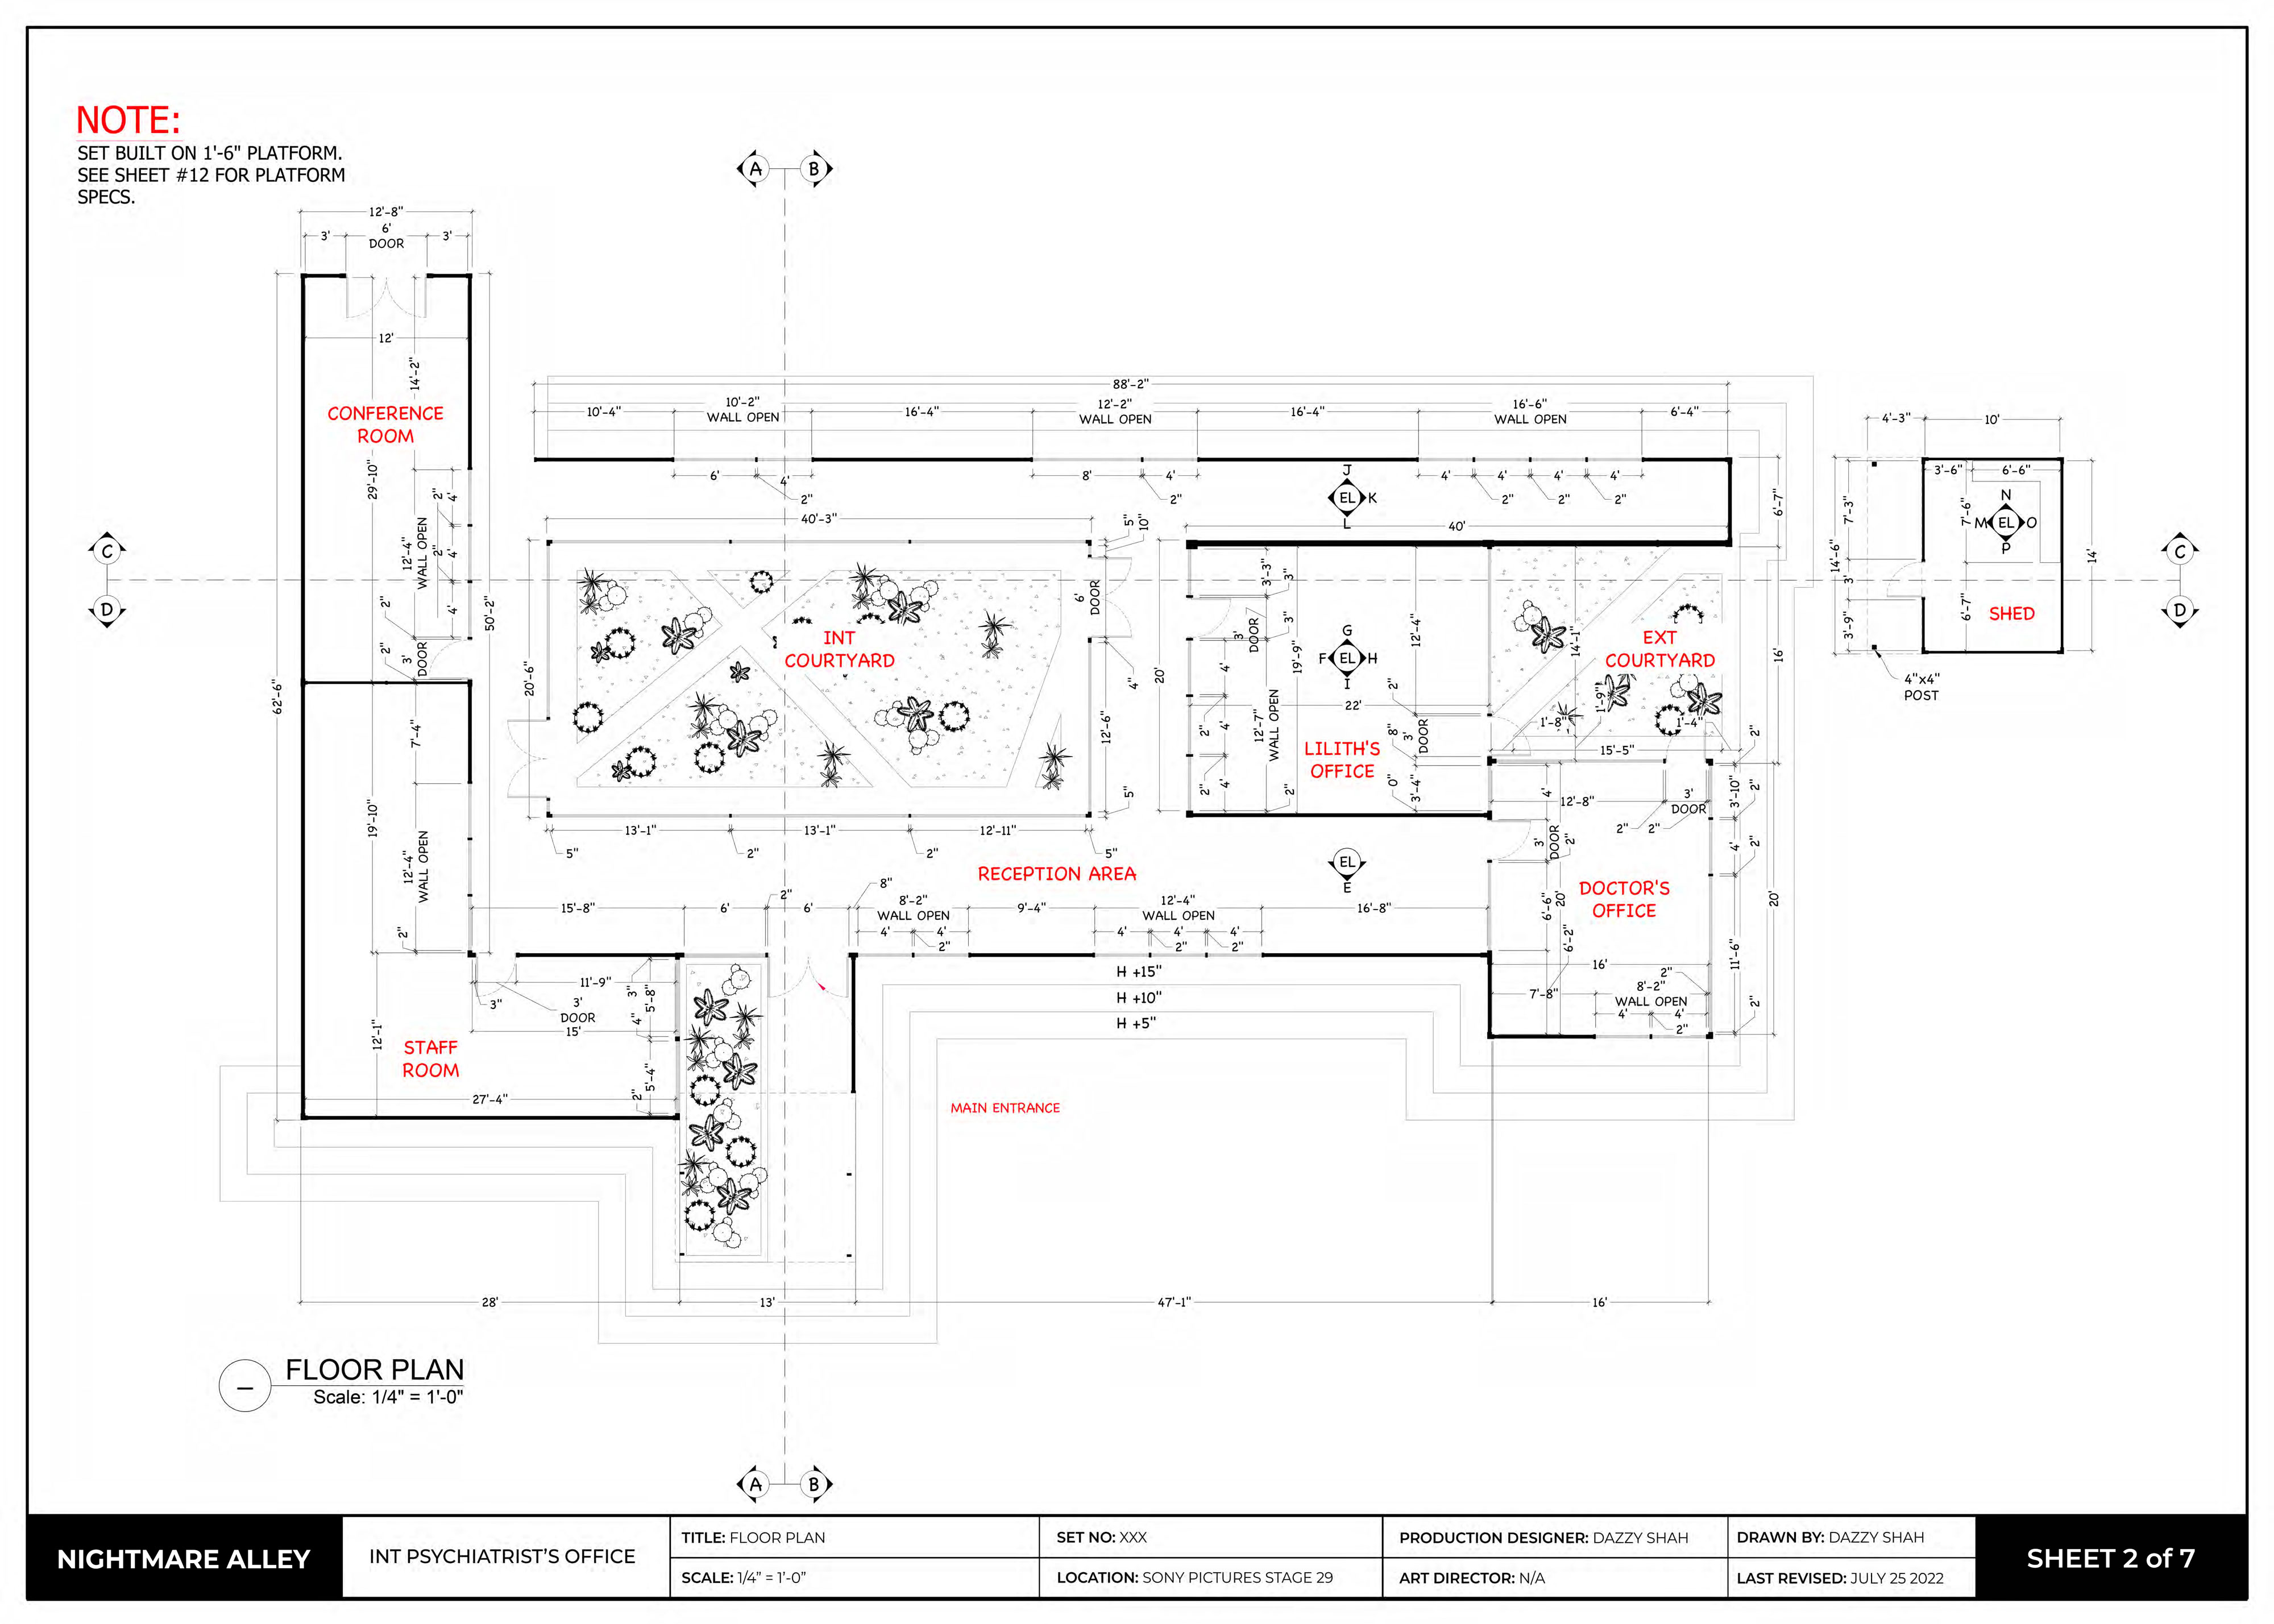 NOTE:
SET BUILT ON 1'-6" PLATFORM.
SEE SHEET #12 FOR PLATFORM
SPECS.
A B
12'-8"
3' 6' 3'
DOOR
12'
14'-2"
CONFERENCE
ROOM
29'-10"
2" 4'
12'-4"
WALL OPEN
2" 4'
2" 4'
2" 3'
DOOR
50'-2"
62'-6"
C
D
88'-2"
10'-4" 10'-2" 16'-4" 12'-2" 16'-4" 16'-6" 6'-4"
WALL OPEN WALL OPEN WALL OPEN
6' 4' 8' 4' 4' 4' 4' 4'
2" 2" 2" 2" 2"
J
EL K
L
40'-3" 40'
5"
10"
6'-7"
4'-3" 10'
3'-6" 6'-6"
N
M EL O
P
7'-3" 7'-6"
14'-6" 14'
3'
3'-9" 6'-7"
SHED
4"x4"
POST
C
D
INT
COURTYARD
20'-6"
6'
DOOR
4"
12'-6"
5"
20'
3'-3" 3"
3'
DOOR
3"
4'
19'-9"
12'-7"
WALL OPEN
2" 4'
2" 4' 2"
G
F EL H
I
12'-4"
2"
22'
8" 3'
DOOR
LILITH'S
OFFICE
0" 3'-4"
EXT
COURTYARD
14'-1"
16'
1'-9"
1'-8" 1'-4"
15'-5" 2"
13'-1" 13'-1" 12'-11"
5" 2" 2" 5"
RECEPTION AREA
EL
E
4' 12'-8" 3'
DOOR
2" 2"
3'-10" 2"
3'
DOOR
2"
4' 2"
DOCTOR'S
OFFICE
6'-6" 20' 20'
6'-2"
11'-6"
16'
2"
7'-8" 8'-2"
WALL OPEN
4' 4'
2"
2"
7'-4"
19'-10"
12'-4"
WALL OPEN
2"
15'-8" 6' 2" 6' 8" 8'-2" 9'-4" 12'-4" 16'-8"
WALL OPEN WALL OPEN
4' 4' 4' 4' 4'
2" 2" 2"
H +15"
H +10"
H +5"
11'-9" 3"
5'-8"
3" 3'
DOOR
4"
15'
12'-1"
STAFF
ROOM
5'-4"
2"
27'-4"
MAIN ENTRANCE
28' 13' 47'-1" 16'
FLOOR PLAN
Scale: 1/4" = 1'-0"
A B
NIGHTMARE ALLEY
INT PSYCHIATRIST'S OFFICE
TITLE: FLOOR PLAN
SCALE: 1/4” = 1’-0”
SET NO: XXX
LOCATION: SONY PICTURES STAGE 29
PRODUCTION DESIGNER: DAZZY SHAH
ART DIRECTOR: N/A
DRAWN BY: DAZZY SHAH
LAST REVISED: JULY 25 2022
SHEET 2 of 7